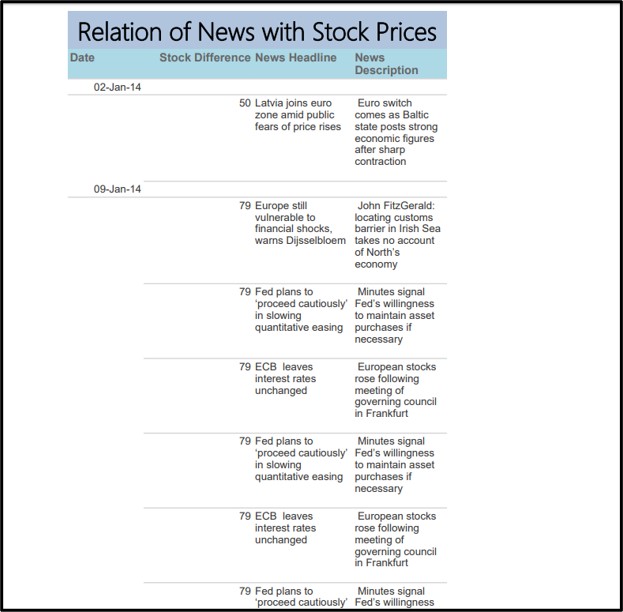 Relation of News with Stock Prices
Date Stock Difference News Headline News
Description
02-Jan-14
50 Latvia joins euro Euro switch
zone amid public comes as Baltic
fears of price rises state posts strong
economic figures
after sharp
contraction
09-Jan-14
79 Europe still John FitzGerald:
vulnerable to locating customs
financial shocks, barrier in Irish Sea
warns Dijsselbloem takes no account
of North's
economy
79 Fed plans to Minutes signal
'proceed cautiously' Fed's willingness
in slowing to maintain asset
quantitative easing purchases if
necessary
79 ECB leaves European stocks
interest rates rose following
unchanged meeting of
governing council
in Frankfurt
79 Fed plans to Minutes signal
'proceed cautiously' Fed's willingness
in slowing to maintain asset
quantitative easing purchases if
necessary
79 ECB leaves European stocks
interest rates rose following
unchanged meeting of
governing council
in Frankfurt
79 Fed plans to Minutes signal
'proceed cautiously' Fed's willingness